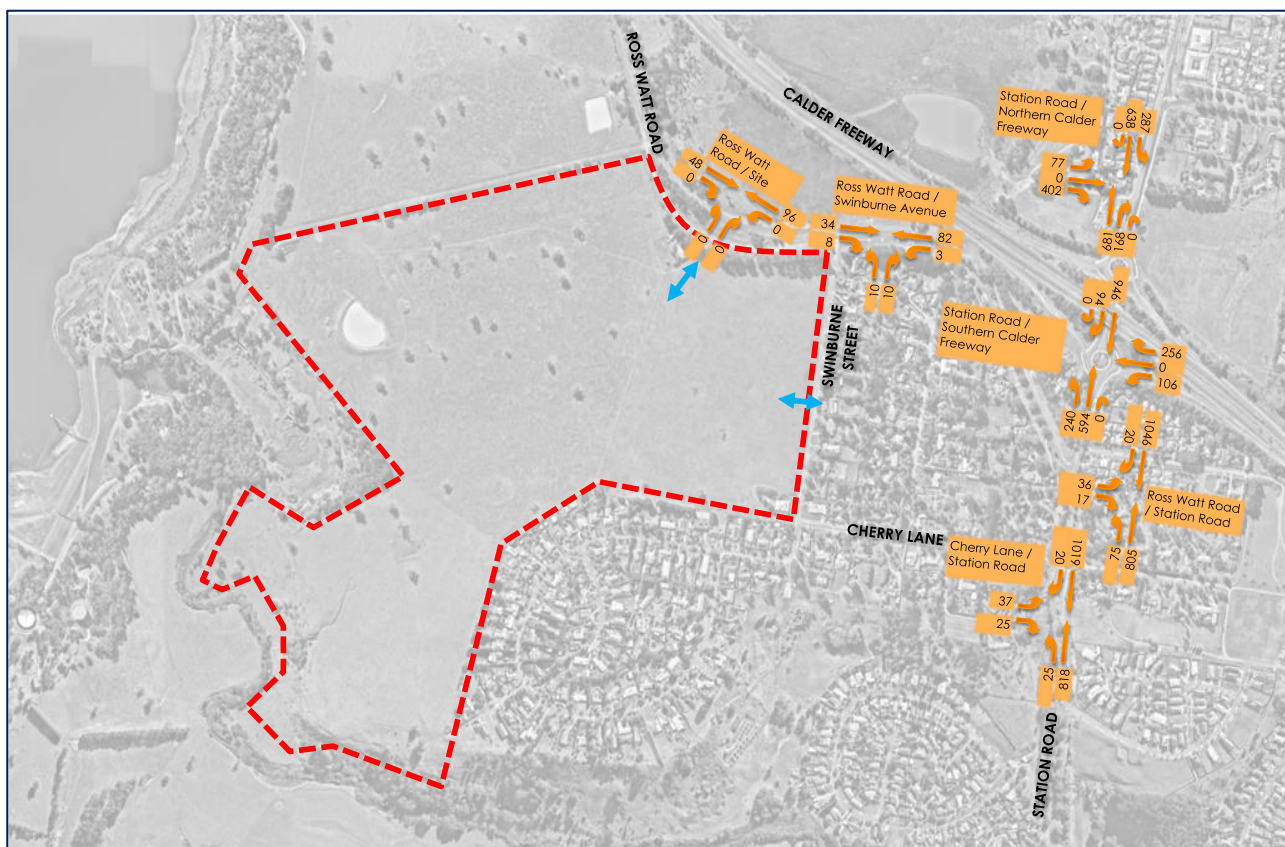 ROSS WATT ROAD
CALDER FREEWAY
Station Road /
Northern Calder
Freeway
0
638
287
77
0
402
0
Ross Watt
Road / Site
48
0
96
0
0
0
Ross Watt Road /
Swinburne Avenue
34
8
82
3
10
10
SWINBURNE
STREET
Station Road /
Southern Calder
Freeway
0
94
946
256
0
106
240
594
0
20
1046
36
17
Ross Watt Road
/ Station Road
CHERRY LANE
Cherry Lane /
Station Road
20
1019
37
25
25
818
STATION ROAD